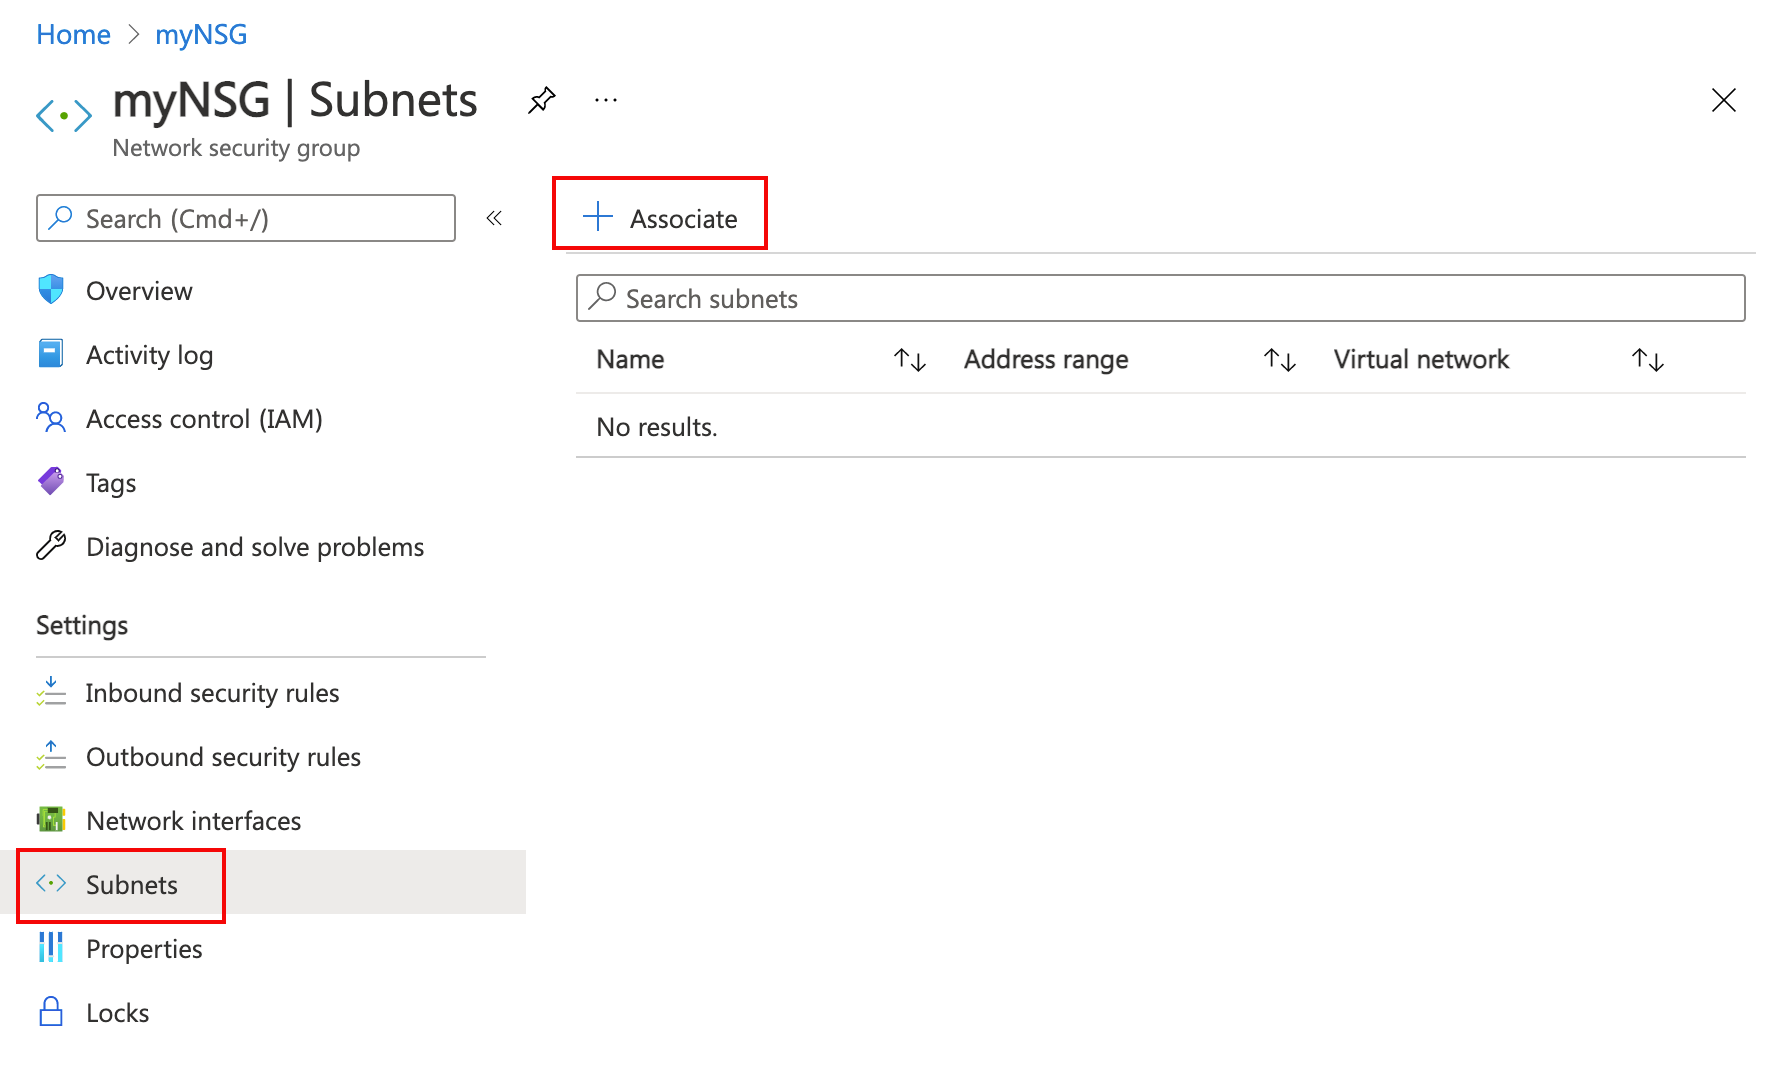 Home > myNSG
myNSG | Subnets ...
Network security group
Search (Cmd+/) «
+ Associate
Search subnets
Name ↑↓ Address range ↑↓ Virtual network ↑↓
No results.
Overview
Activity log
Access control (IAM)
Tags
Diagnose and solve problems
Settings
Inbound security rules
Outbound security rules
Network interfaces
Subnets
Properties
Locks